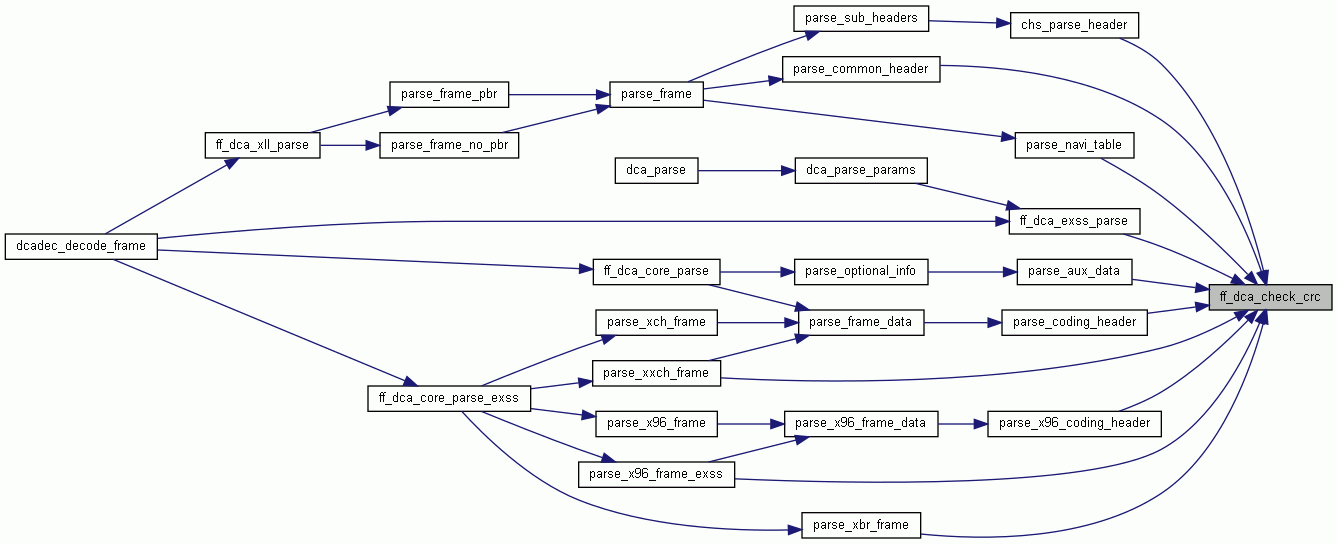 parse_sub_headers
chs_parse_header
parse_common_header
parse_frame_pbr
parse_frame
ff_dca_xll_parse
parse_frame_no_pbr
parse_navi_table
dca_parse
dca_parse_params
ff_dca_exss_parse
dcadec_decode_frame
ff_dca_core_parse
parse_optional_info
parse_aux_data
ff_dca_check_crc
parse_xch_frame
parse_frame_data
parse_coding_header
parse_xxch_frame
ff_dca_core_parse_exss
parse_x96_frame
parse_x96_frame_data
parse_x96_coding_header
parse_x96_frame_exss
parse_xbr_frame